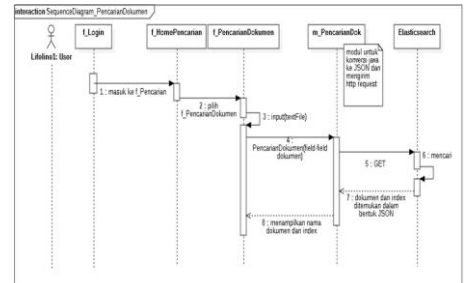 interaction SequenceDiagram_PencarianDokumen
f_Login
f_HomePencarian
f_PencarianDokumen
m_PencarianDok
Elasticsearch
Lifeline1: User
modul untuk
konversi java
ke JSON dan
mengirim
http request
1 : masuk ke f_Pencarian
2 : pilih
f_PencarianDokumen
3 : input(textFile)
4 :
PencarianDokumen(field-field
dokumen)
5 : GET
6 : mencari
7 : dokumen dan index
ditemukan dalam
bentuk JSON
8 : menampilkan nama
dokumen dan index